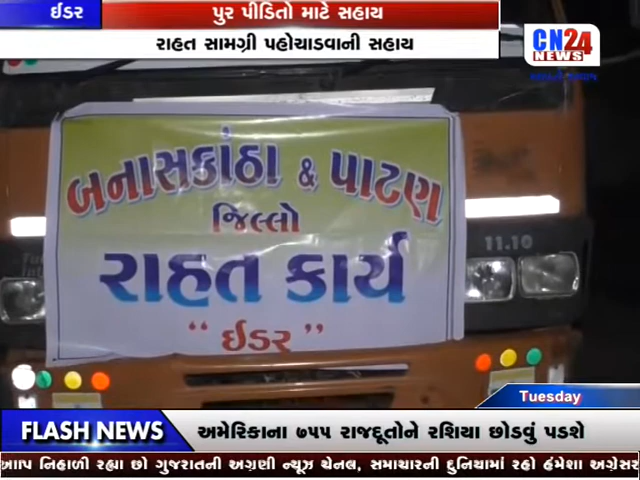 ઈડર
પુર પીડિતો માટે સહાય
રાહત સામગ્રી પહોચાડવાની સહાય
CN24
NEWS
બનાસકાંઠા & પાટણ
જિલ્લો
રાહત કાર્ય
“ ઈડર ”
11.10
Tuesday
FLASH NEWS
અમેરિકાના ૭૫૫ રાજદૂતોને રશિયા છોડવું પડશે
આાપ નિહાળી રહ્યા છો ગુજરાતની અગ્રણી ન્યૂઝ ચેનલ, સમાચારની દુનિયામાં રહો હંમેશા અગ્રેસર